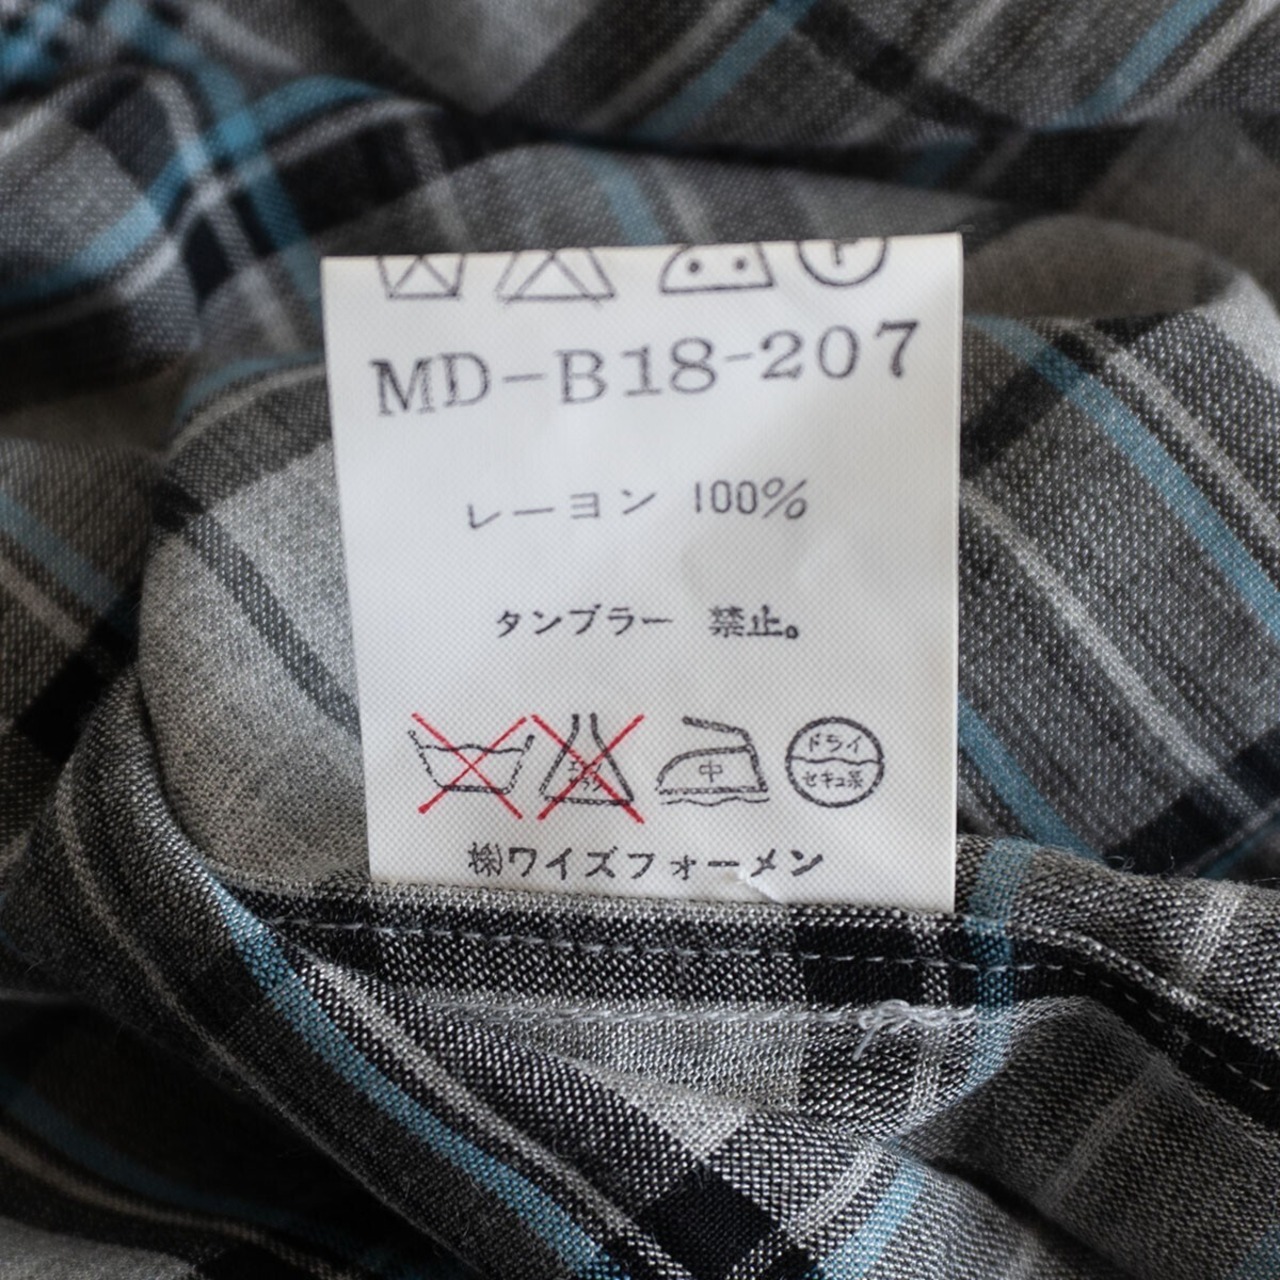 MD-B18-207
レーヨン 100%
タンブラー 禁止。
中
ドライ
セキユ系
㈱ワイズフォーメン